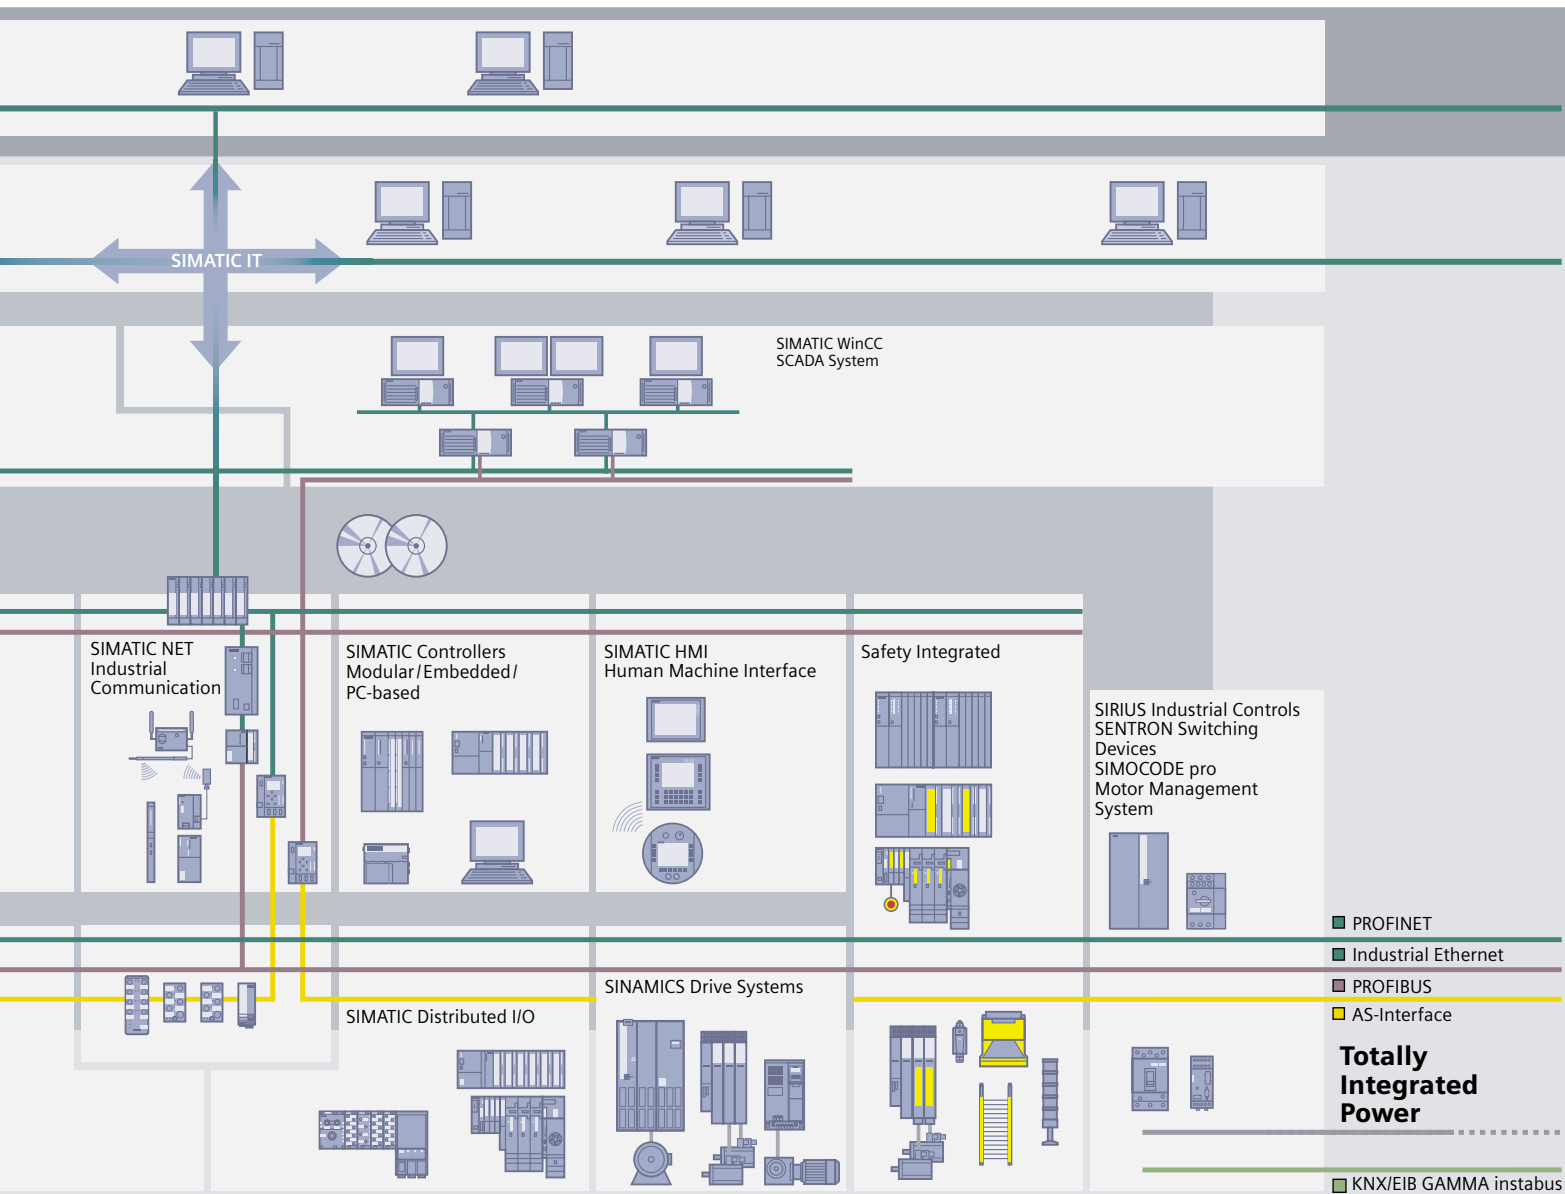 SIMATIC IT
SIMATIC WinCC
SCADA System
SIMATIC NET
Industrial
Communication
SIMATIC Controllers
Modular/Embedded/
PC-based
SIMATIC HMI
Human Machine Interface
Safety Integrated
SIRIUS Industrial Controls
SENTRON Switching
Devices
SIMOCODE pro
Motor Management
System
PROFINET
Industrial Ethernet
PROFIBUS
AS-Interface
SINAMICS Drive Systems
SIMATIC Distributed I/O
Totally
Integrated
Power
KNX/EIB GAMMA instabus